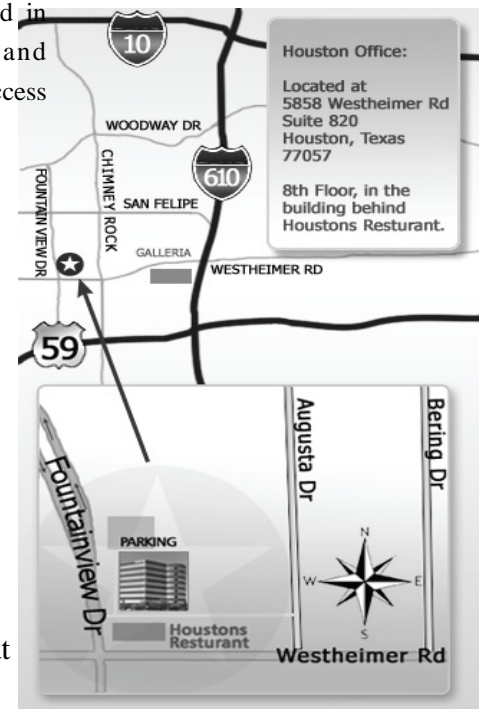 d in
and
ccess
10
Houston Office:
Located at
5858 Westheimer Rd
Suite 820
Houston, Texas
77057
8th Floor, in the
building behind
Houstons Resturant.
WOODWAY DR
CHIMNEY ROCK
610
FOUNTAIN VIEW DR
SAN FELIPE
GALLERIA
WESTHEIMER RD
59
Fountainview Dr
Augusta Dr
Bering Dr
PARKING
N
W
E
S
Houstons
Resturant
Westheimer Rd